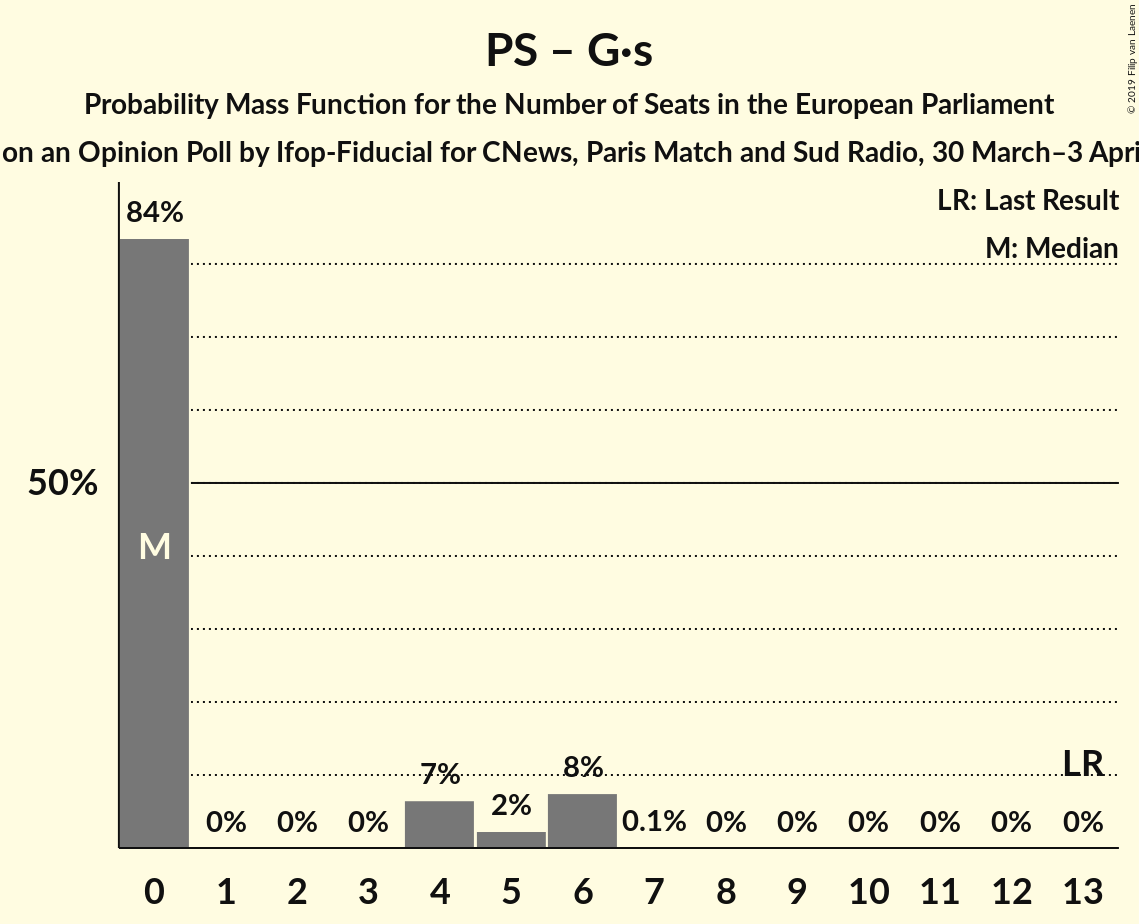 PS – G·s
Probability Mass Function for the Number of Seats in the European Parliament
on an Opinion Poll by Ifop-Fiducial for CNews, Paris Match and Sud Radio, 30 March–3 Apri
© 2019 Filip van Laenen
LR: Last Result
M: Median
84%
50%
M
LR
7%
8%
2%
0% 0% 0% 0.1% 0% 0% 0% 0% 0% 0%
0 1 2 3 4 5 6 7 8 9 10 11 12 13